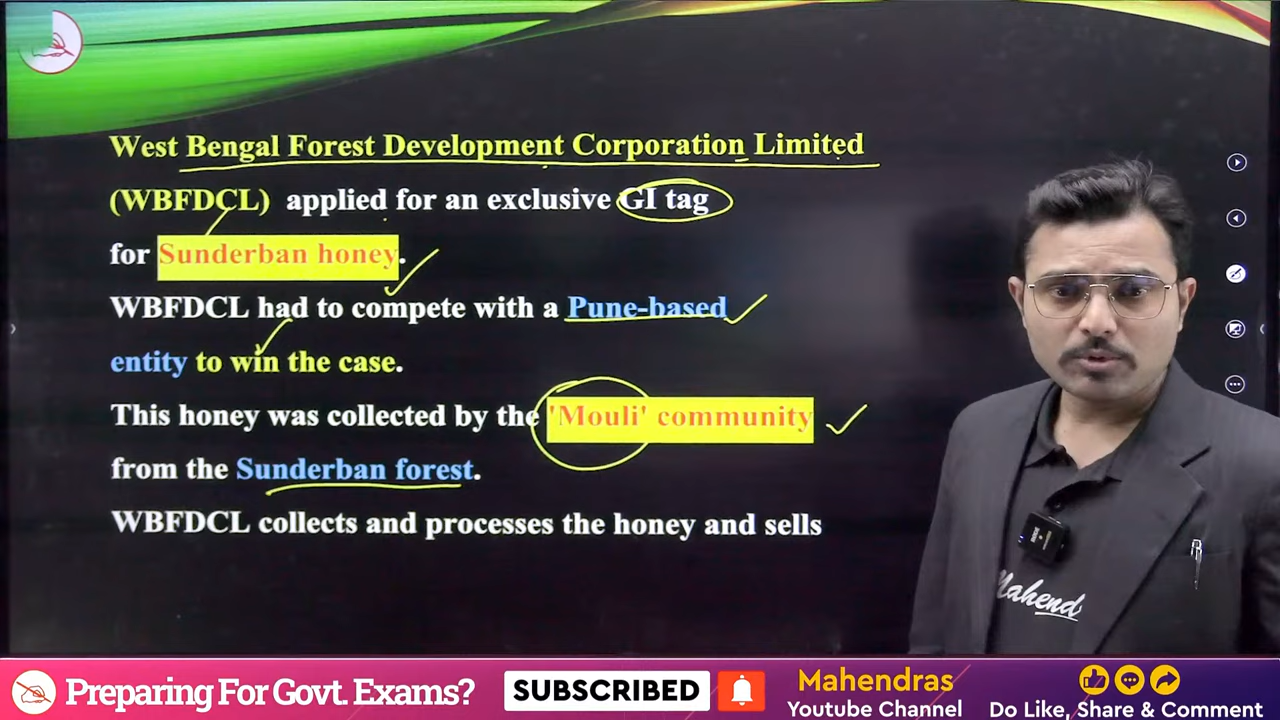 West Bengal Forest Development Corporation Limited
(WBFDCL) applied for an exclusive GI tag
for Sunderban honey.
WBFDCL had to compete with a Pune-based
entity to win the case.
This honey was collected by the 'Mouli' community
from the Sunderban forest.
WBFDCL collects and processes the honey and sells
Mahend
Preparing For Govt. Exams?
SUBSCRIBED
Mahendras
Youtube Channel
Do Like, Share & Comment